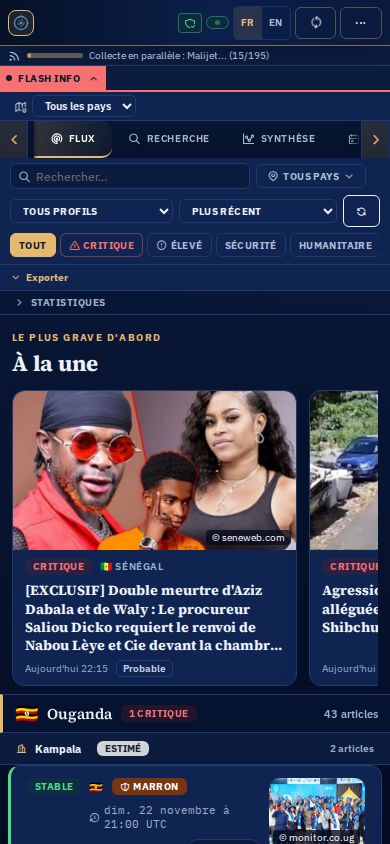 FR EN
Collecte en parallèle : Malijet... (15/195)
FLASH INFO
Tous les pays
FLUX RECHERCHE SYNTHÈSE
Rechercher... TOUS PAYS
TOUS PROFILS PLUS RÉCENT
TOUT CRITIQUE ÉLEVÉ SÉCURITÉ HUMANITAIRE
Exporter
STATISTIQUES
LE PLUS GRAVE D'ABORD
À la une
© seneweb.com
CRITIQUE SÉNÉGAL
[EXCLUSIF] Double meurtre d'Aziz
Dabala et de Waly : Le procureur
Saliou Dicko requiert le renvoi de
Nabou Lèye et Cie devant la chambr...
Aujourd'hui 22:15 Probable
CRITIQUE
Agressio
alléguée
Shibchu
Aujourd'hui
Ouganda 1 CRITIQUE 43 articles
Kampala ESTIMÉ 2 articles
STABLE MARRON
dim. 22 novembre à
21:00 UTC
© monitor.co.ug